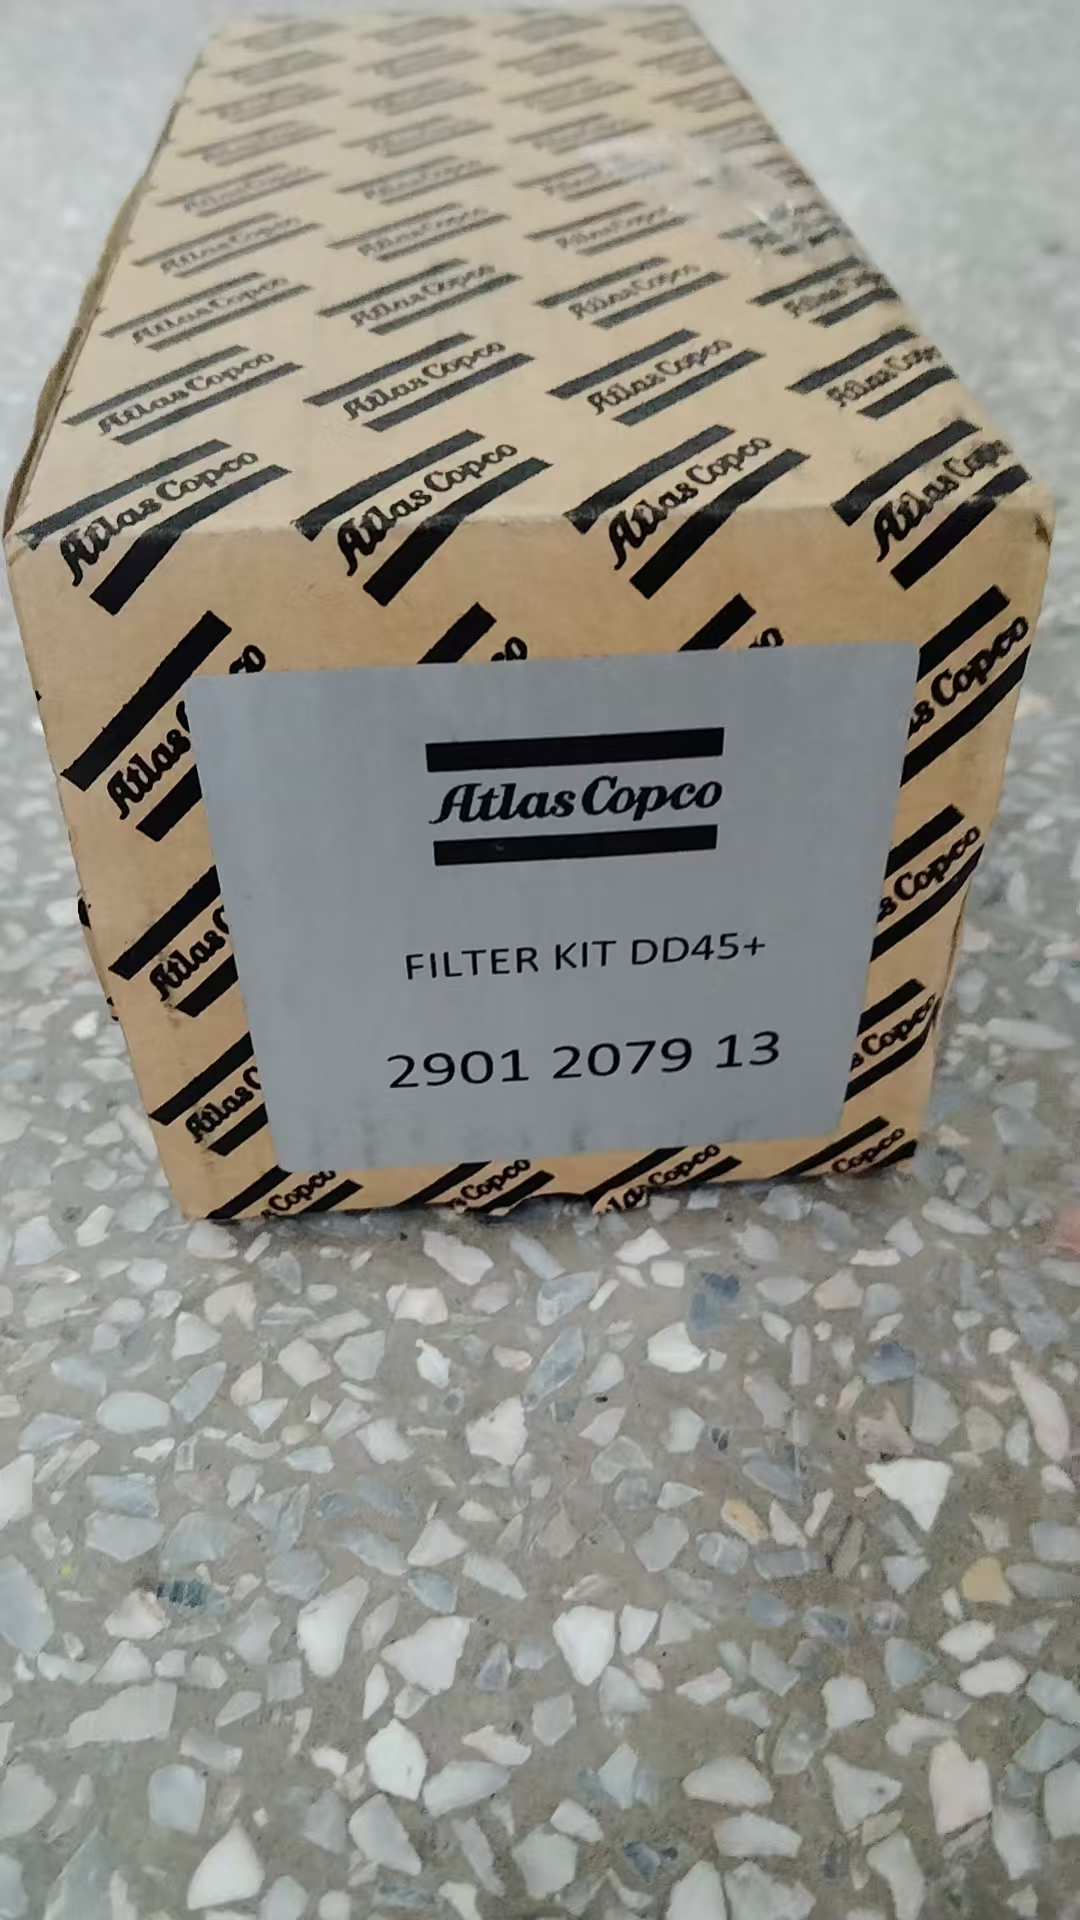 Atlas Copco
FILTER KIT DD45+
2901 2079 13